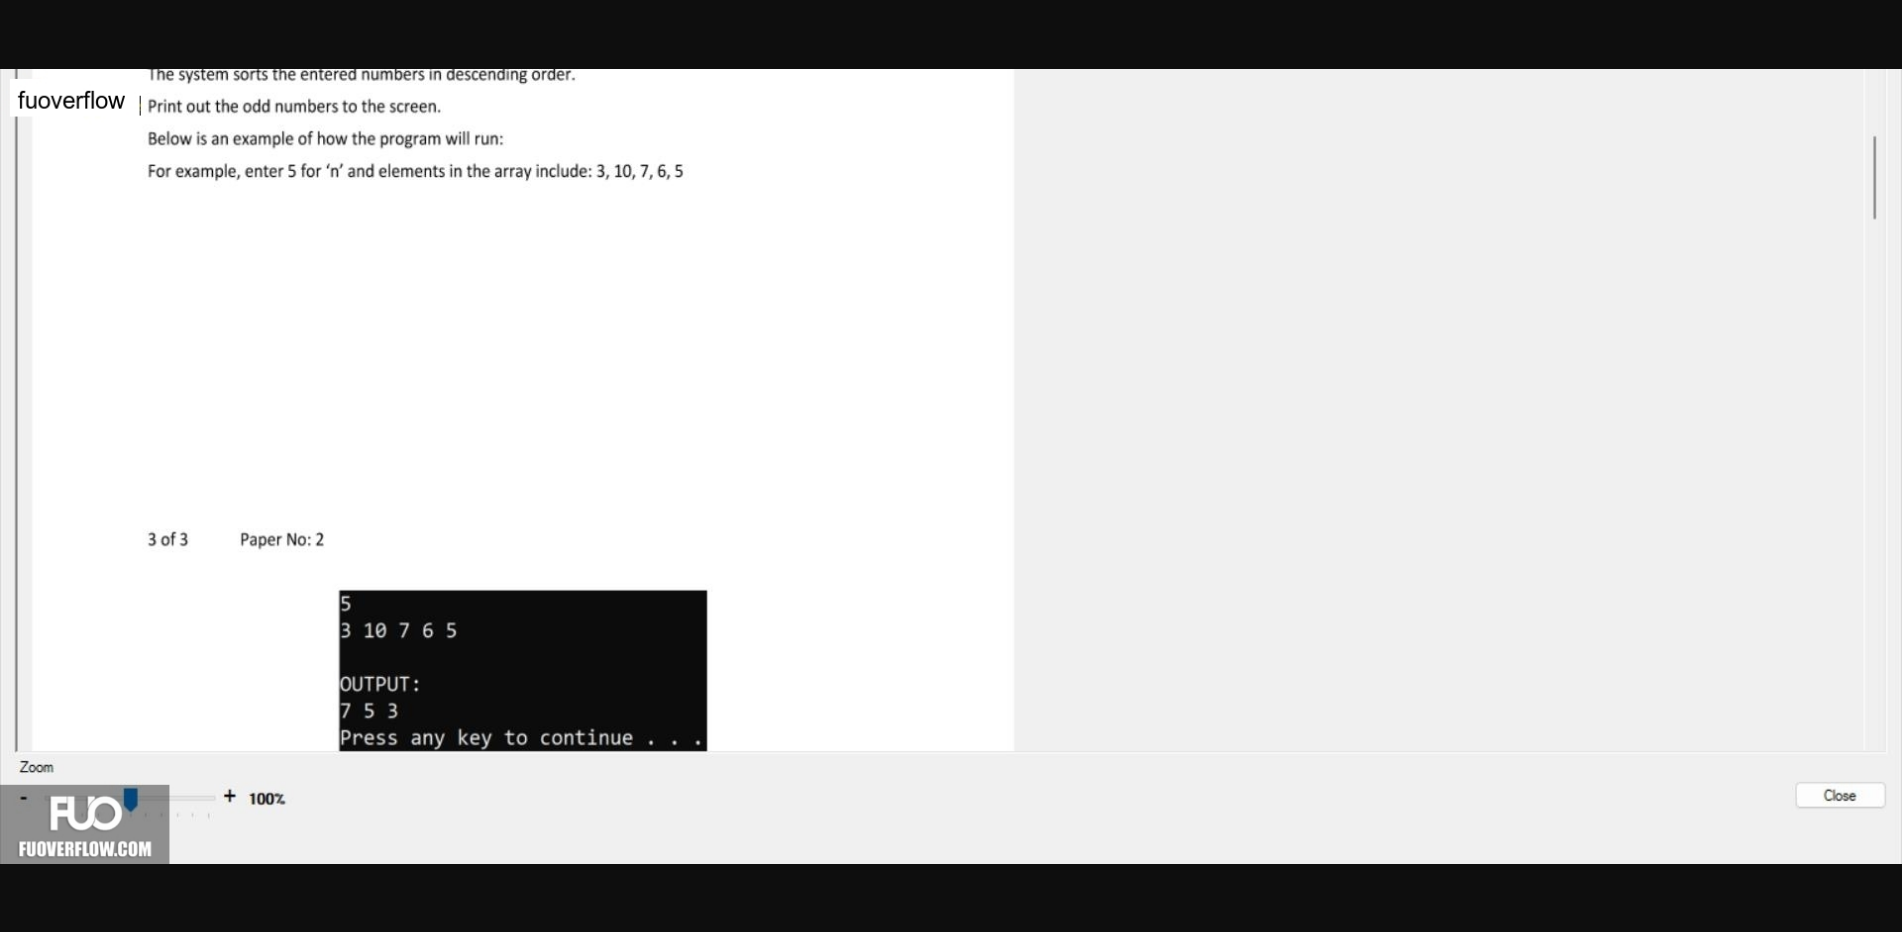 The system sorts the entered numbers in descending order.
fuoverflow
Print out the odd numbers to the screen.
Below is an example of how the program will run:
For example, enter 5 for ‘n’ and elements in the array include: 3, 10, 7, 6, 5
3 of 3 Paper No: 2
5
3 10 7 6 5
OUTPUT:
7 5 3
Press any key to continue . . .
Zoom
- + 100%
Close
FUO
FUOVERFLOW.COM